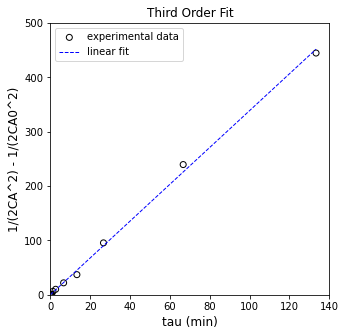 Third Order Fit
experimental data
linear fit
1/(2CA^2) - 1/(2CA0^2)
500
400
300
200
100
0
0 20 40 60 80 100 120 140
tau (min)